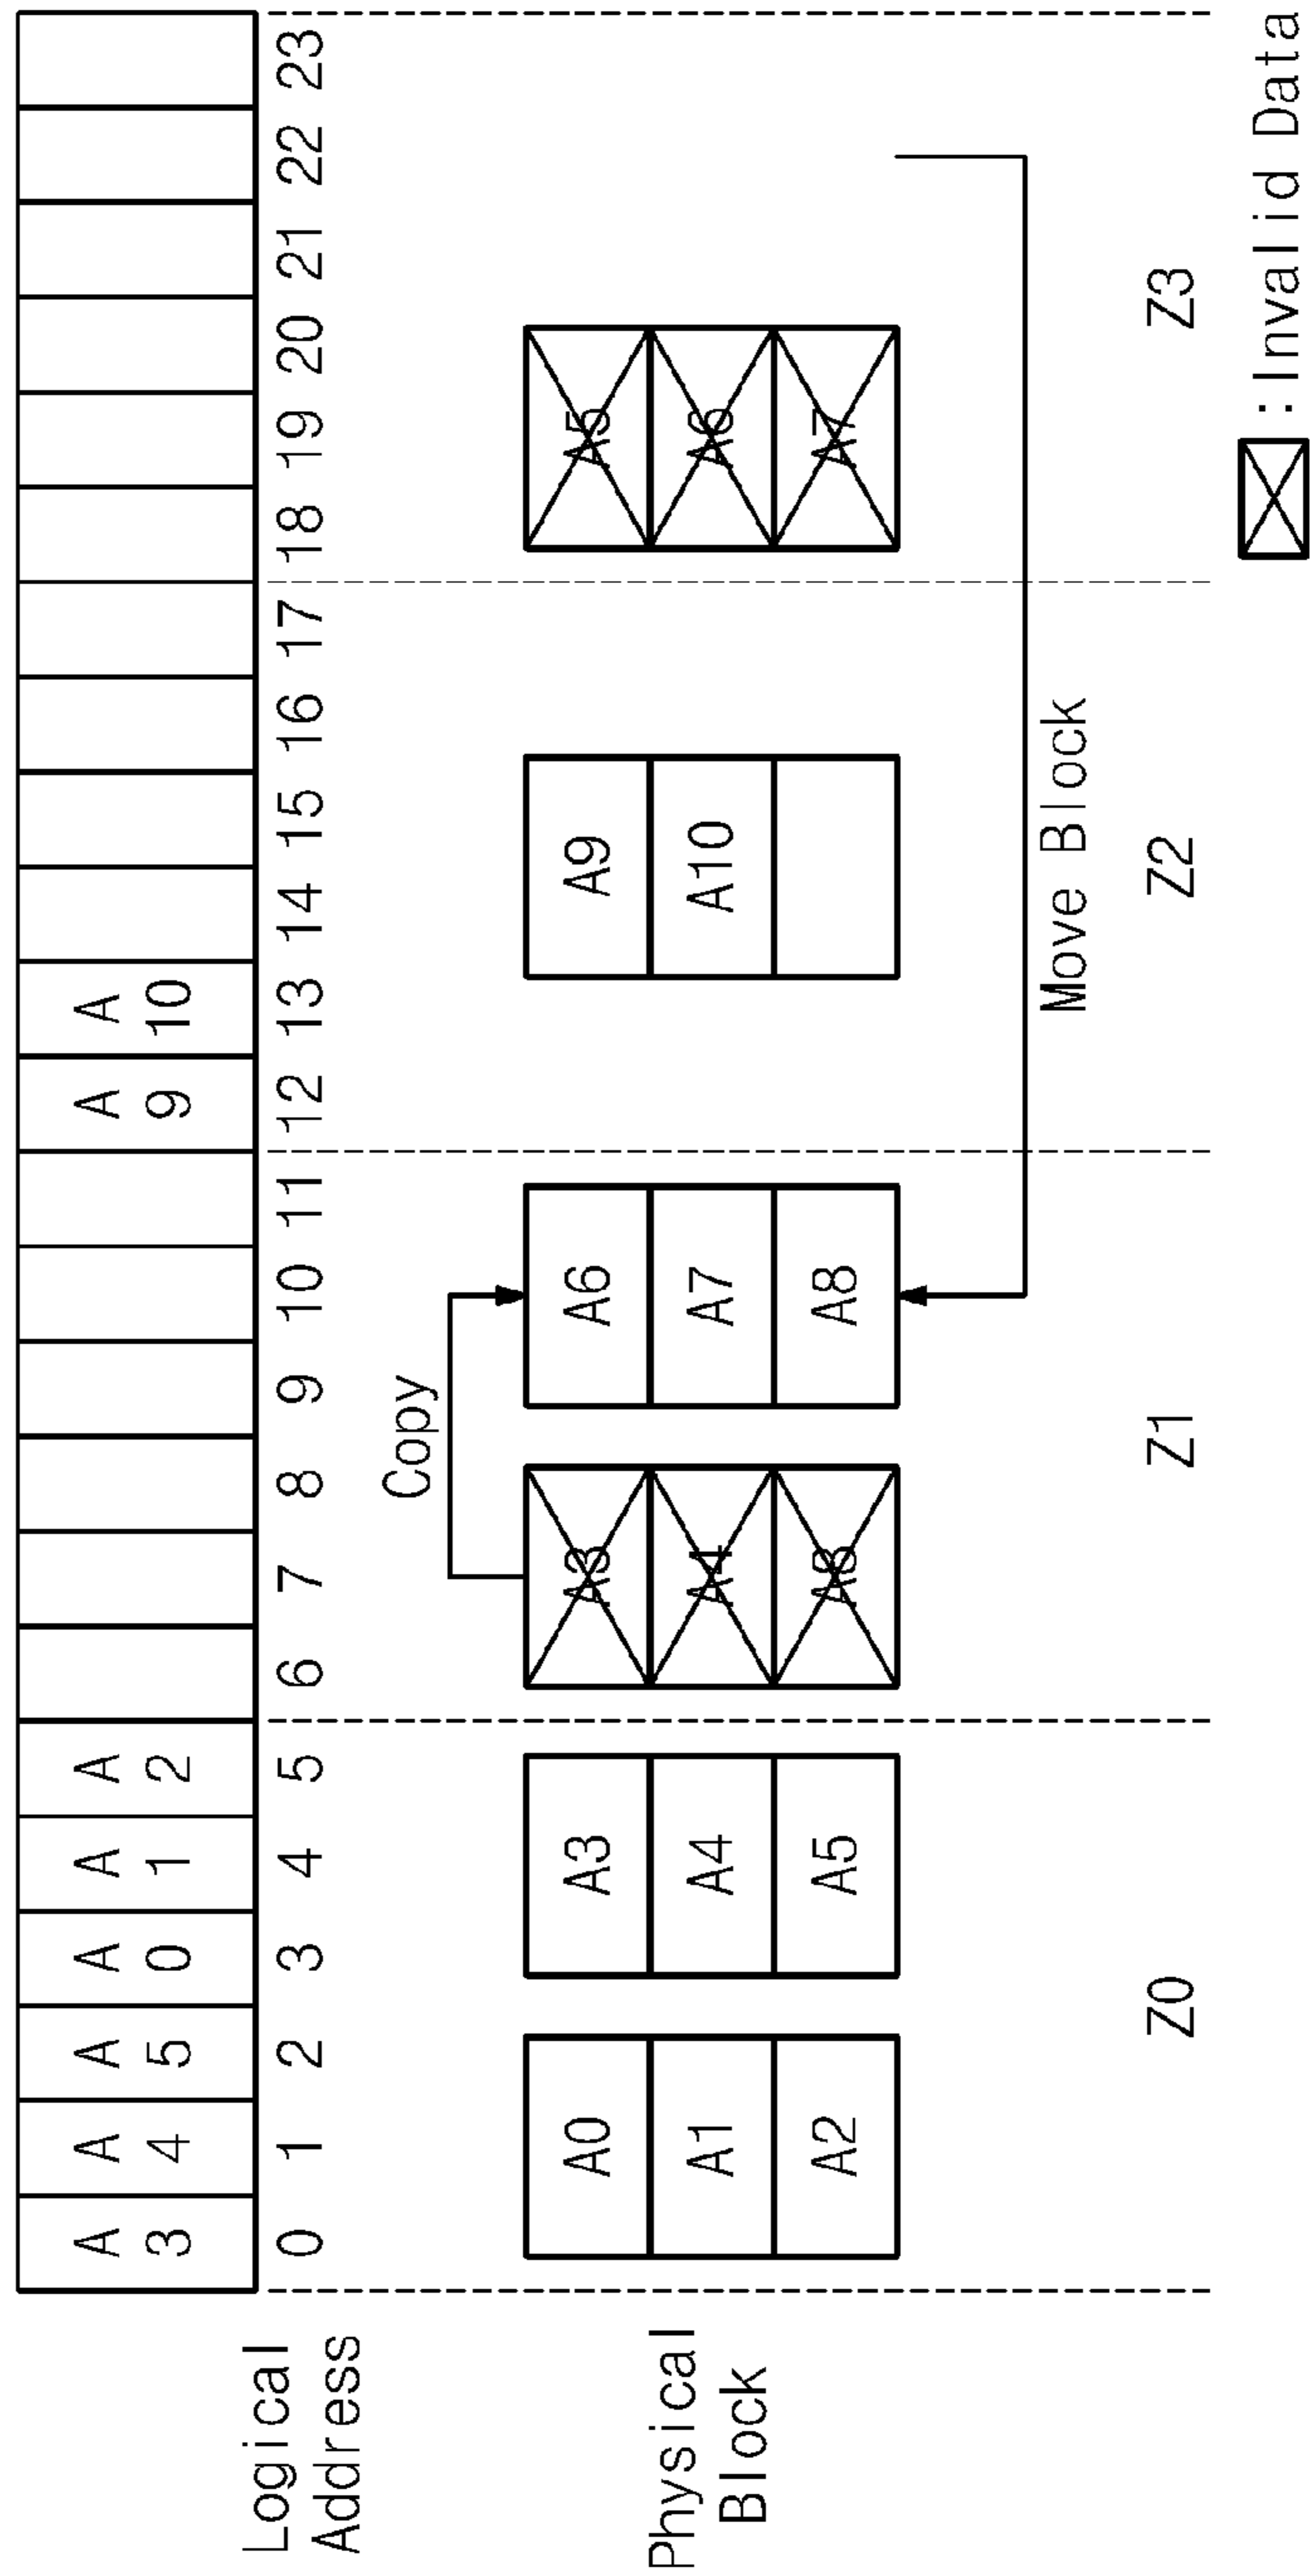 A A A A A A A A
3 4 5 0 1 2 9 10
Logical
Address
0 1 2 3 4 5 6 7 8 9 10 11 12 13 14 15 16 17 18 19 20 21 22 23
Copy
Physical
Block
A0 A3 A3 A6 A9 A5
A1 A4 A4 A7 A10 A6
A2 A5 A8 A8 A7
Move Block
Z0 Z1 Z2 Z3
:Invalid Data